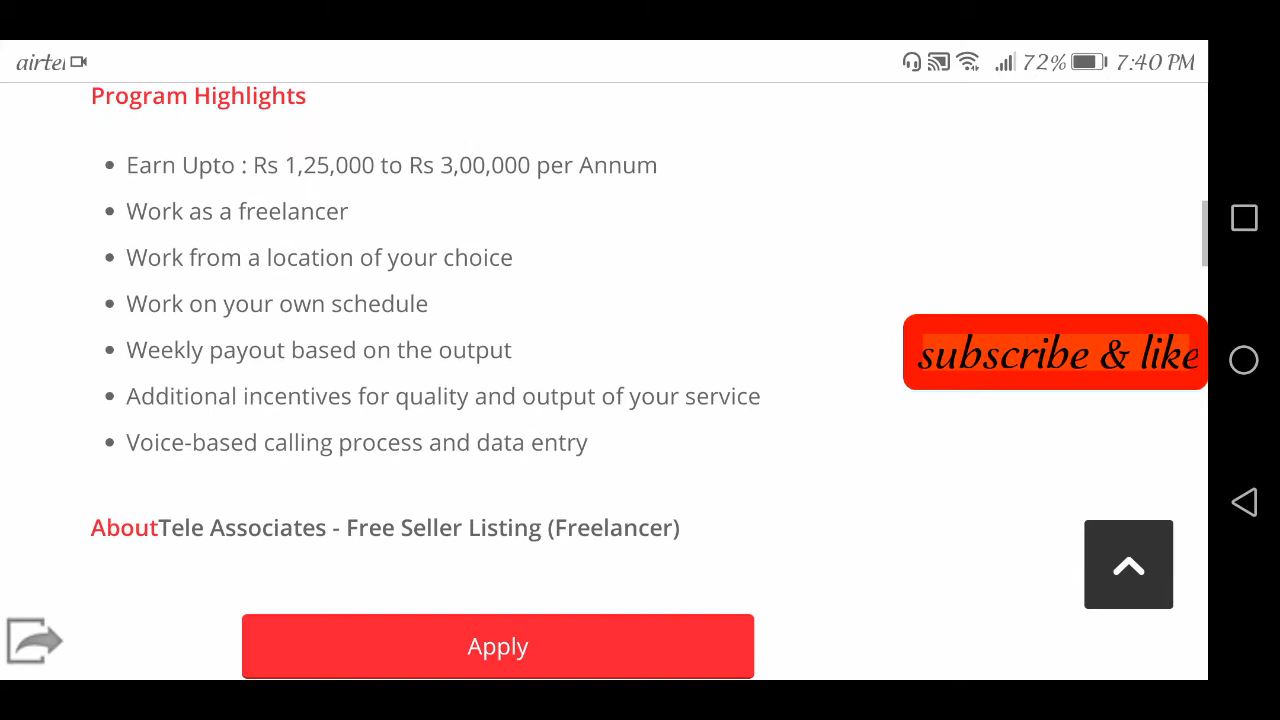 airtel
72% 7:40 PM
Program Highlights
Earn Upto : Rs 1,25,000 to Rs 3,00,000 per Annum
Work as a freelancer
Work from a location of your choice
Work on your own schedule
subscribe & like
Weekly payout based on the output
Additional incentives for quality and output of your service
Voice-based calling process and data entry
AboutTele Associates - Free Seller Listing (Freelancer)
Apply